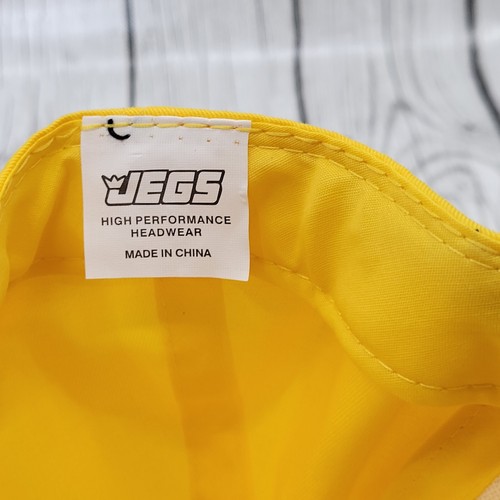 JEGS
HIGH PERFORMANCE
HEADWEAR
MADE IN CHINA